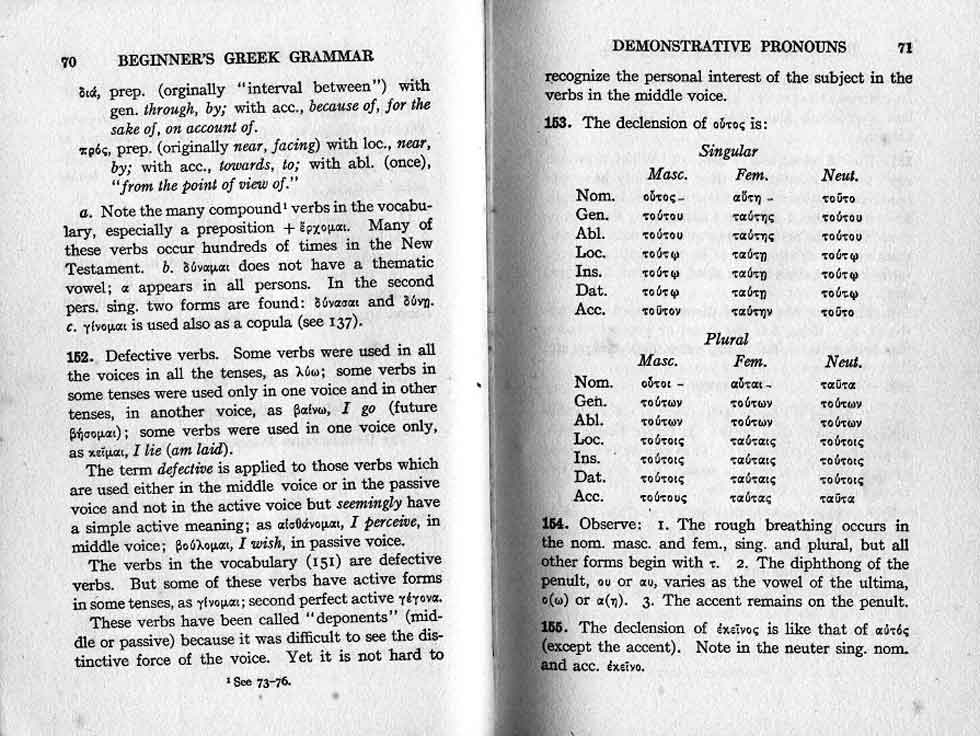 70 BEGINNER'S GREEK GRAMMAR
διά, prep. (orginally "interval between") with
gen. through, by; with acc., because of, for the
sake of, on account of.
πρός, prep. (originally near, facing) with loc., near,
by; with acc., towards, to; with abl. (once),
"from the point of view of."
a. Note the many compound¹ verbs in the vocabu-
lary, especially a preposition + ἔρχομαι. Many of
these verbs occur hundreds of times in the New
Testament. b. δύναμαι does not have a thematic
vowel; α appears in all persons. In the second
pers. sing. two forms are found: δύνασαι and δύνῃ.
c. γίνομαι is used also as a copula (see 137).
152. Defective verbs. Some verbs were used in all
the voices in all the tenses, as λύω; some verbs in
some tenses were used only in one voice and in other
tenses, in another voice, as βαίνω, I go (future
βήσομαι); some verbs were used in one voice only,
as κεῖμαι, I lie (am laid).
The term defective is applied to those verbs which
are used either in the middle voice or in the passive
voice and not in the active voice but seemingly have
a simple active meaning; as αἰσθάνομαι, I perceive, in
middle voice; βούλομαι, I wish, in passive voice.
The verbs in the vocabulary (151) are defective
verbs. But some of these verbs have active forms
in some tenses, as γίνομαι; second perfect active γέγονα.
These verbs have been called "deponents" (mid-
dle or passive) because it was difficult to see the dis-
tinctive force of the voice. Yet it is not hard to
¹ See 73-76.
DEMONSTRATIVE PRONOUNS 71
recognize the personal interest of the subject in the
verbs in the middle voice.
153. The declension of οὗτος is:
Singular
Masc. Fem. Neut.
Nom. οὗτος αὕτη τοῦτο
Gen. τούτου ταύτης τούτου
Abl. τούτου ταύτης τούτου
Loc. τούτῳ ταύτῃ τούτῳ
Ins. τούτῳ ταύτῃ τούτῳ
Dat. τούτῳ ταύτῃ τούτῳ
Acc. τοῦτον ταύτην τοῦτο
Plural
Masc. Fem. Neut.
Nom. οὗτοι αὗται ταῦτα
Gen. τούτων τούτων τούτων
Abl. τούτων τούτων τούτων
Loc. τούτοις ταύταις τούτοις
Ins. τούτοις ταύταις τούτοις
Dat. τούτοις ταύταις τούτοις
Acc. τούτους ταύτας ταῦτα
154. Observe: 1. The rough breathing occurs in
the nom. masc. and fem., sing. and plural, but all
other forms begin with τ. 2. The diphthong of the
penult, ου or αυ, varies as the vowel of the ultima,
ο(ω) or α(η). 3. The accent remains on the penult.
155. The declension of ἐκεῖνος is like that of αὐτός
(except the accent). Note in the neuter sing. nom.
and acc. ἐκεῖνο.